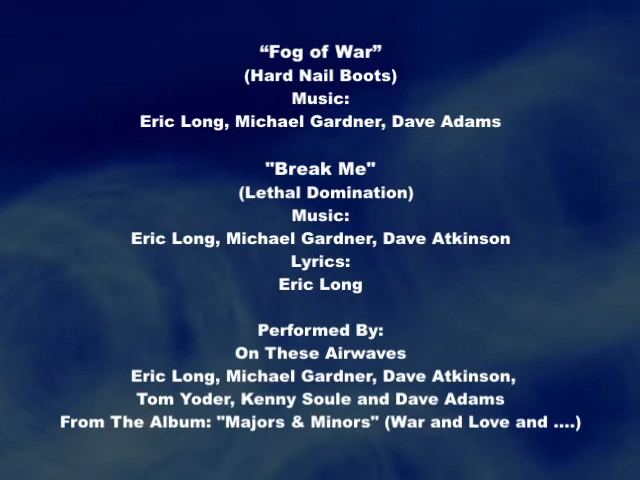 “Fog of War”
(Hard Nail Boots)
Music:
Eric Long, Michael Gardner, Dave Adams
"Break Me"
(Lethal Domination)
Music:
Eric Long, Michael Gardner, Dave Atkinson
Lyrics:
Eric Long
Performed By:
On These Airwaves
Eric Long, Michael Gardner, Dave Atkinson,
Tom Yoder, Kenny Soule and Dave Adams
From The Album: "Majors & Minors" (War and Love and ....)